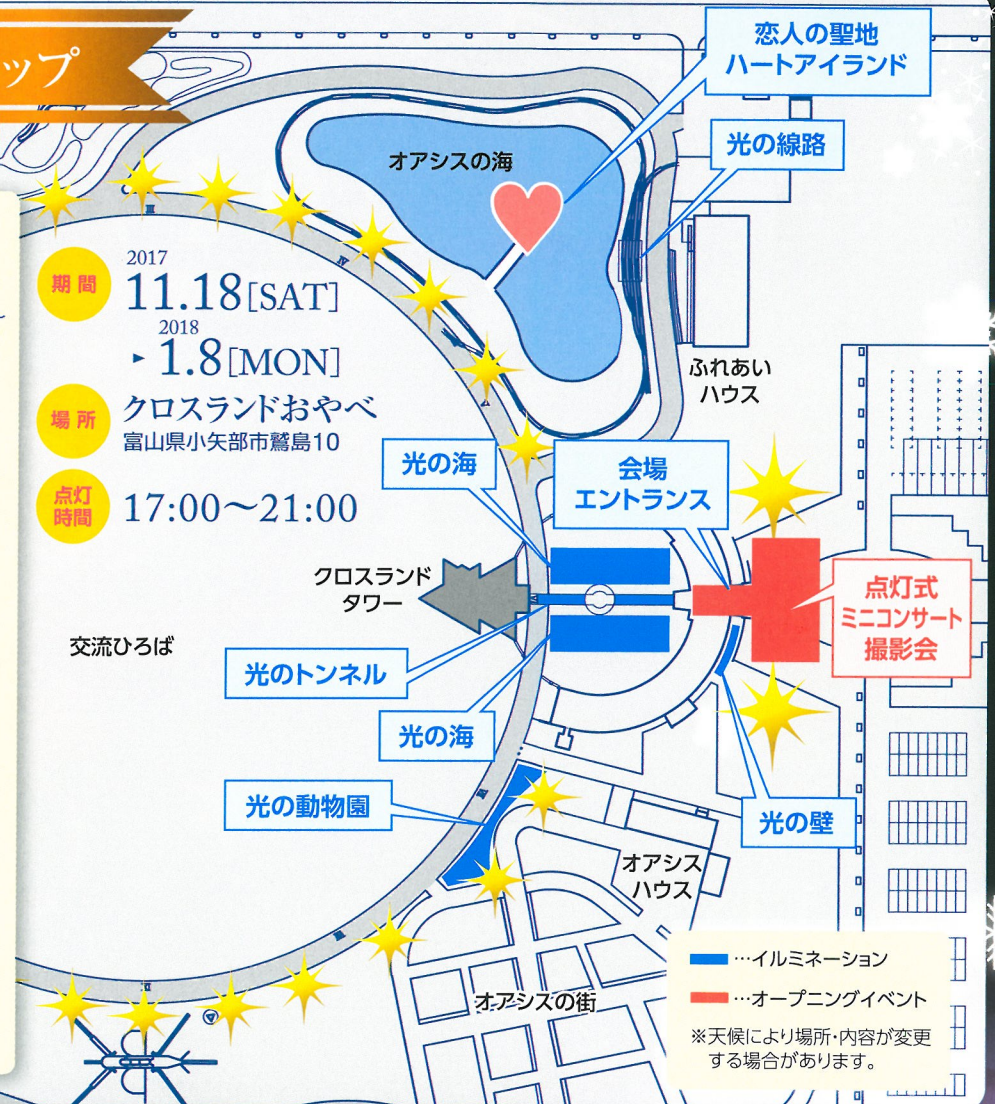 ップ
恋人の聖地
ハートアイランド
光の線路
オアシスの海
期間
2017
11.18[SAT]
2018
▸1.8[MON]
場所
クロスランドおやべ
富山県小矢部市鷲島10
点灯
時間
17:00〜21:00
ふれあい
ハウス
光の海
会場
エントランス
クロスランド
タワー
点灯式
ミニコンサート
撮影会
交流ひろば
光のトンネル
光の海
光の動物園
光の壁
オアシス
ハウス
オアシスの街
…イルミネーション
…オープニングイベント
※天候により場所・内容が変更
する場合があります。